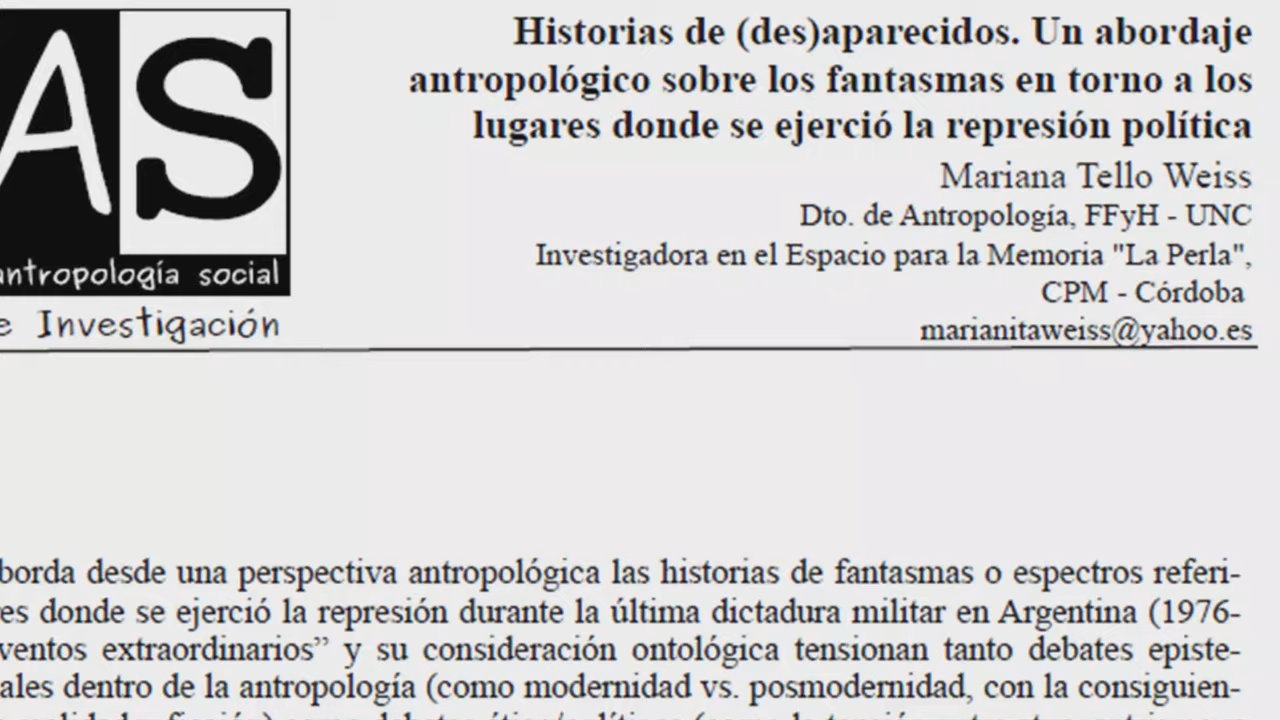 AS
antropología social
e Investigación
Historias de (des)aparecidos. Un abordaje
antropológico sobre los fantasmas en torno a los
lugares donde se ejerció la represión política
Mariana Tello Weiss
Dto. de Antropología, FFyH - UNC
Investigadora en el Espacio para la Memoria "La Perla",
CPM - Córdoba
marianitaweiss@yahoo.es
borda desde una perspectiva antropológica las historias de fantasmas o espectros referi-
es donde se ejerció la represión durante la última dictadura militar en Argentina (1976-
ventos extraordinarios” y su consideración ontológica tensionan tanto debates episte-
ales dentro de la antropología (como modernidad vs. posmodernidad, con la consiguien-